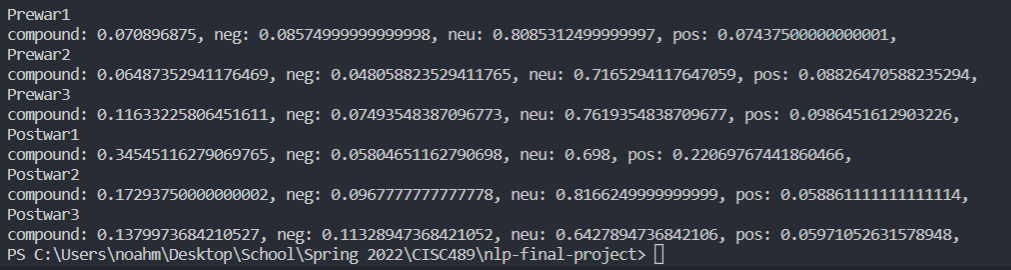 Prewar1
compound: 0.070896875, neg: 0.08574999999999998, neu: 0.8085312499999997, pos: 0.07437500000000001,
Prewar2
compound: 0.06487352941176469, neg: 0.048058823529411765, neu: 0.7165294117647059, pos: 0.08826470588235294,
Prewar3
compound: 0.11633225806451611, neg: 0.07493548387096773, neu: 0.7619354838709677, pos: 0.0986451612903226,
Postwar1
compound: 0.34545116279069765, neg: 0.05804651162790698, neu: 0.698, pos: 0.22069767441860466,
Postwar2
compound: 0.17293750000000002, neg: 0.0967777777777778, neu: 0.8166249999999999, pos: 0.058861111111111114,
Postwar3
compound: 0.1379973684210527, neg: 0.11328947368421052, neu: 0.6427894736842106, pos: 0.05971052631578948,
PS C:\Users\noahm\Desktop\School\Spring 2022\CISC489\nlp-final-project>